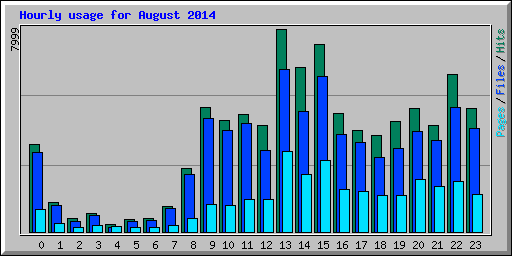 Hourly usage for August 2014
7999
Pages/Files/Hits
0 1 2 3 4 5 6 7 8 9 10 11 12 13 14 15 16 17 18 19 20 21 22 23